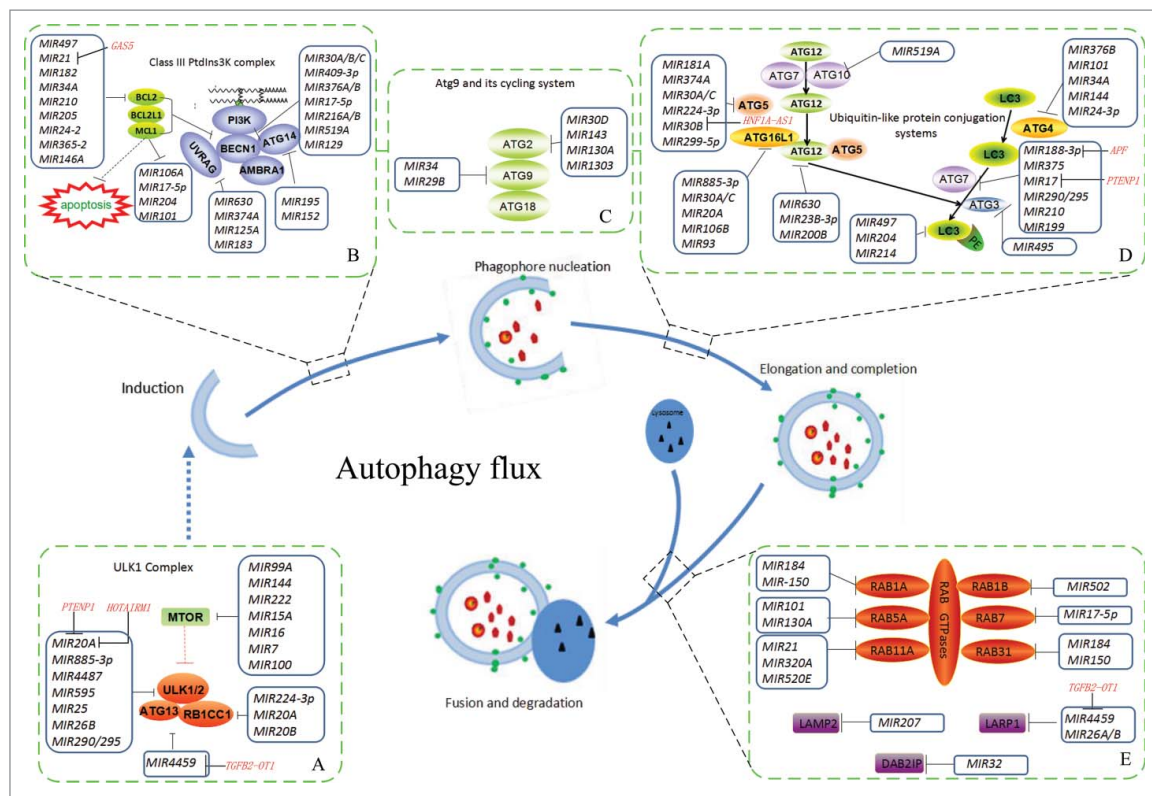 MIR497
MIR21
MIR182
MIR34A
MIR210
MIR205
MIR24-2
MIR365-2
MIR146A
GAS5
Class III PtdIns3K complex
BCL2
BCL2L1
MCL1
apoptosis
MIR106A
MIR17-5p
MIR204
MIR101
PI3K
BECN1
ATG14
UVRAG
AMBRA1
MIR30A/B/C
MIR409-3p
MIR376A/B
MIR17-5p
MIR216A/B
MIR519A
MIR129
MIR630
MIR374A
MIR125A
MIR183
MIR195
MIR152
B
Atg9 and its cycling system
MIR34
MIR29B
ATG2
ATG9
ATG18
MIR30D
MIR143
MIR130A
MIR1303
C
MIR181A
MIR374A
MIR30A/C
MIR224-3p
MIR30B
MIR299-5p
HNF1A-AS1
ATG5
ATG16L1
ATG12
ATG7
ATG10
ATG12
ATG12
ATG5
MIR519A
Ubiquitin-like protein conjugation
systems
MIR885-3p
MIR30A/C
MIR20A
MIR106B
MIR93
MIR630
MIR23B-3p
MIR200B
LC3
ATG4
MIR376B
MIR101
MIR34A
MIR144
MIR24-3p
LC3
ATG7
ATG3
MIR188-3p
MIR375
MIR17
MIR290/295
MIR210
MIR199
APF
PTENP1
MIR497
MIR204
MIR214
LC3
PE
MIR495
D
Phagophore nucleation
Induction
Elongation and completion
Lysosome
Autophagy flux
Fusion and degradation
ULK1 Complex
PTENP1
HOTAIRM1
MTOR
MIR99A
MIR144
MIR222
MIR15A
MIR16
MIR7
MIR100
MIR20A
MIR885-3p
MIR4487
MIR595
MIR25
MIR26B
MIR290/295
ULK1/2
ATG13
RB1CC1
MIR224-3p
MIR20A
MIR20B
MIR4459
TGFB2-OT1
A
MIR184
MIR-150
RAB1A
MIR101
MIR130A
RAB5A
MIR21
MIR320A
MIR520E
RAB11A
RAB GTPases
RAB1B
MIR502
RAB7
MIR17-5p
RAB31
MIR184
MIR150
LAMP2
MIR207
LARP1
TGFB2-OT1
MIR4459
MIR26A/B
DAB2IP
MIR32
E